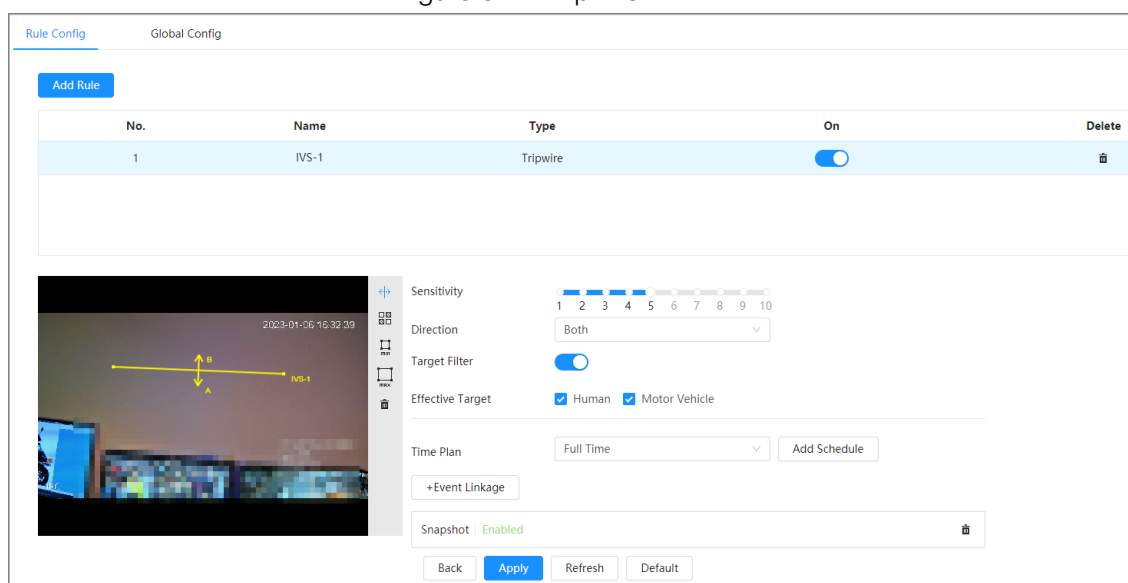 Rule Config Global Config
Add Rule
No. Name Type On Delete
1 IVS-1 Tripwire
2023-01-06 16:32:39
B
IVS-1
A
min
max
Sensitivity
1 2 3 4 5 6 7 8 9 10
Direction Both
Target Filter
Effective Target Human Motor Vehicle
Time Plan Full Time Add Schedule
+Event Linkage
Snapshot Enabled
Back Apply Refresh Default